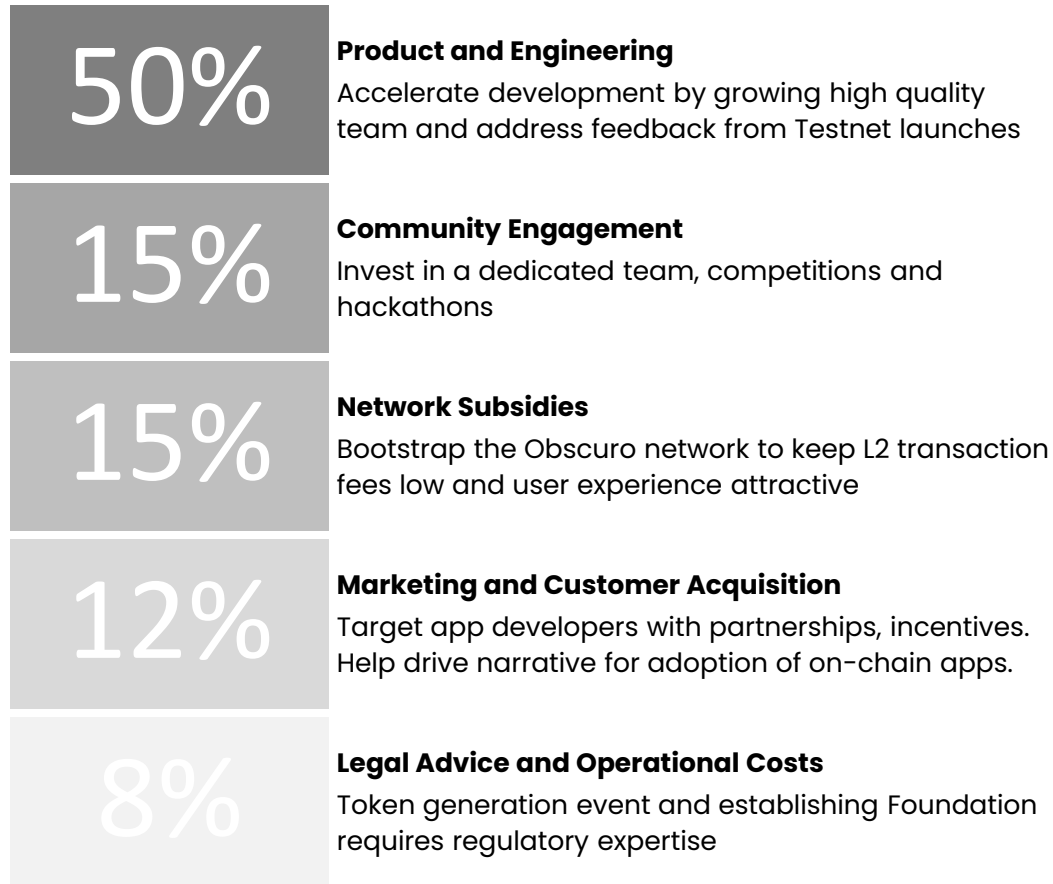 50%
Product and Engineering
Accelerate development by growing high quality
team and address feedback from Testnet launches
15%
Community Engagement
Invest in a dedicated team, competitions and
hackathons
15%
Network Subsidies
Bootstrap the Obscuro network to keep L2 transaction
fees low and user experience attractive
12%
Marketing and Customer Acquisition
Target app developers with partnerships, incentives.
Help drive narrative for adoption of on-chain apps.
8%
Legal Advice and Operational Costs
Token generation event and establishing Foundation
requires regulatory expertise